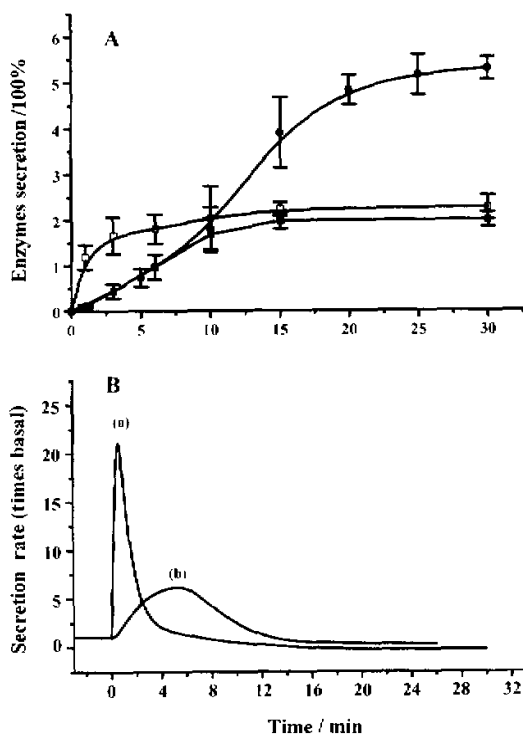 A
Enzymes secretion /100%
6
5
4
3
2
1
0
0 5 10 15 20 25 30
B
Secretion rate (times basal)
25
20
15
10
5
0
(a)
(b)
0 4 8 12 16 20 24 28 32
Time / min